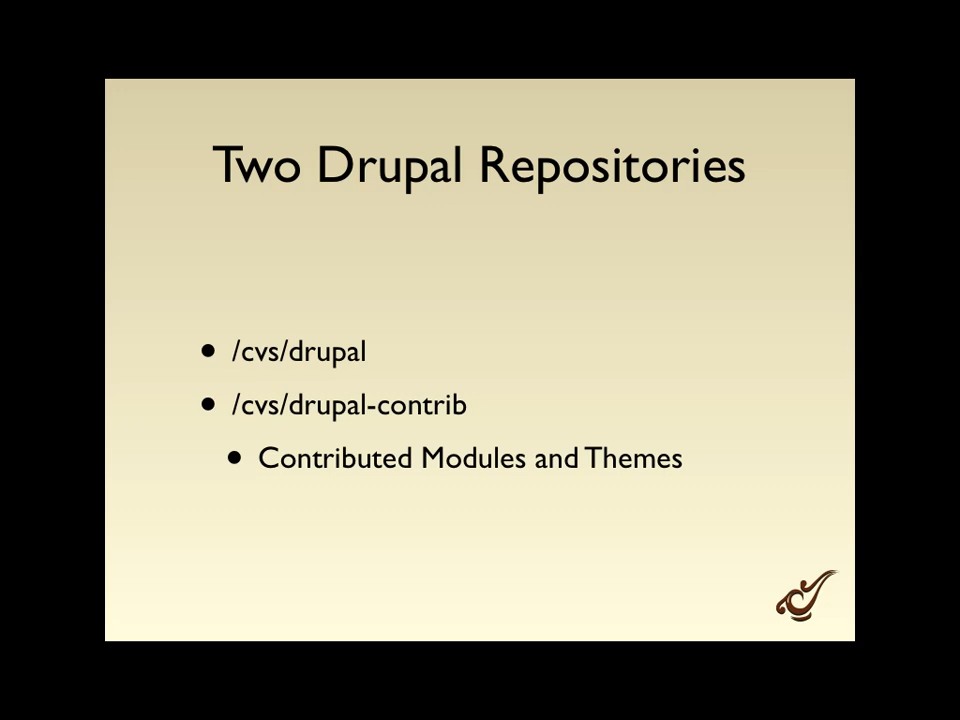 Two Drupal Repositories
• /cvs/drupal
• /cvs/drupal-contrib
• Contributed Modules and Themes